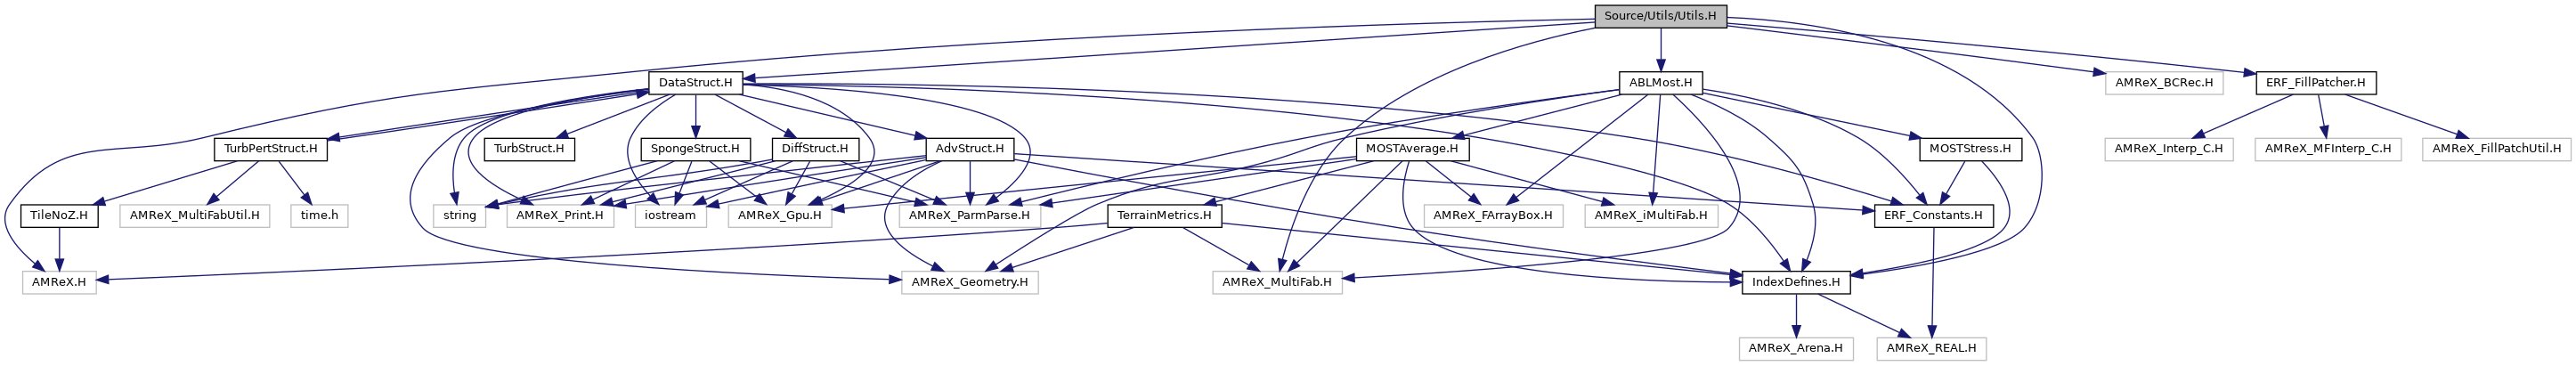 Source/Utils/Utils.H
DataStruct.H
ABLMost.H
AMReX_BCRec.H
ERF_FillPatcher.H
TurbPertStruct.H
TurbStruct.H
SpongeStruct.H
DiffStruct.H
AdvStruct.H
MOSTAverage.H
MOSTStress.H
AMReX_Interp_C.H
AMReX_MFInterp_C.H
AMReX_FillPatchUtil.H
TileNoZ.H
AMReX_MultiFabUtil.H
time.h
string
AMReX_Print.H
iostream
AMReX_Gpu.H
AMReX_ParmParse.H
TerrainMetrics.H
AMReX_FArrayBox.H
AMReX_iMultiFab.H
ERF_Constants.H
AMReX.H
AMReX_Geometry.H
AMReX_MultiFab.H
IndexDefines.H
AMReX_Arena.H
AMReX_REAL.H